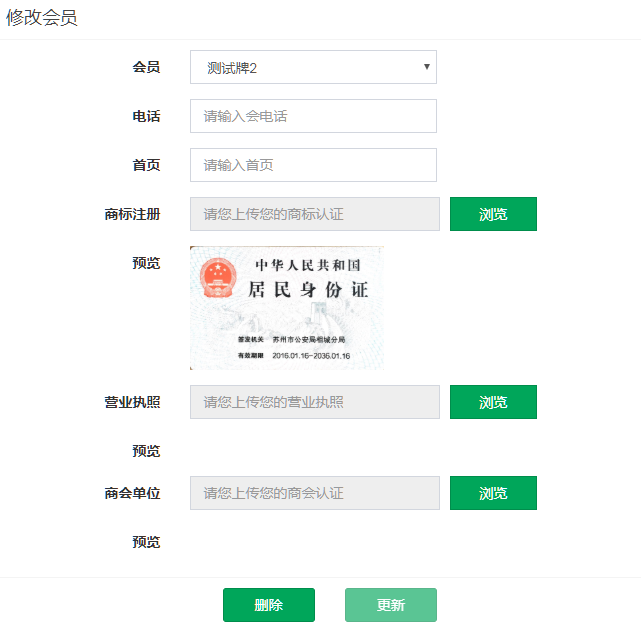 修改会员
会员 测试牌2
电话 请输入会电话
首页 请输入首页
商标注册 请您上传您的商标认证 浏览
预览
中华人民共和国
居民身份证
签发机关 苏州市公安局相城分局
有效期限 2016.01.16-2036.01.16
营业执照 请您上传您的营业执照 浏览
预览
商会单位 请您上传您的商会认证 浏览
预览
删除 更新